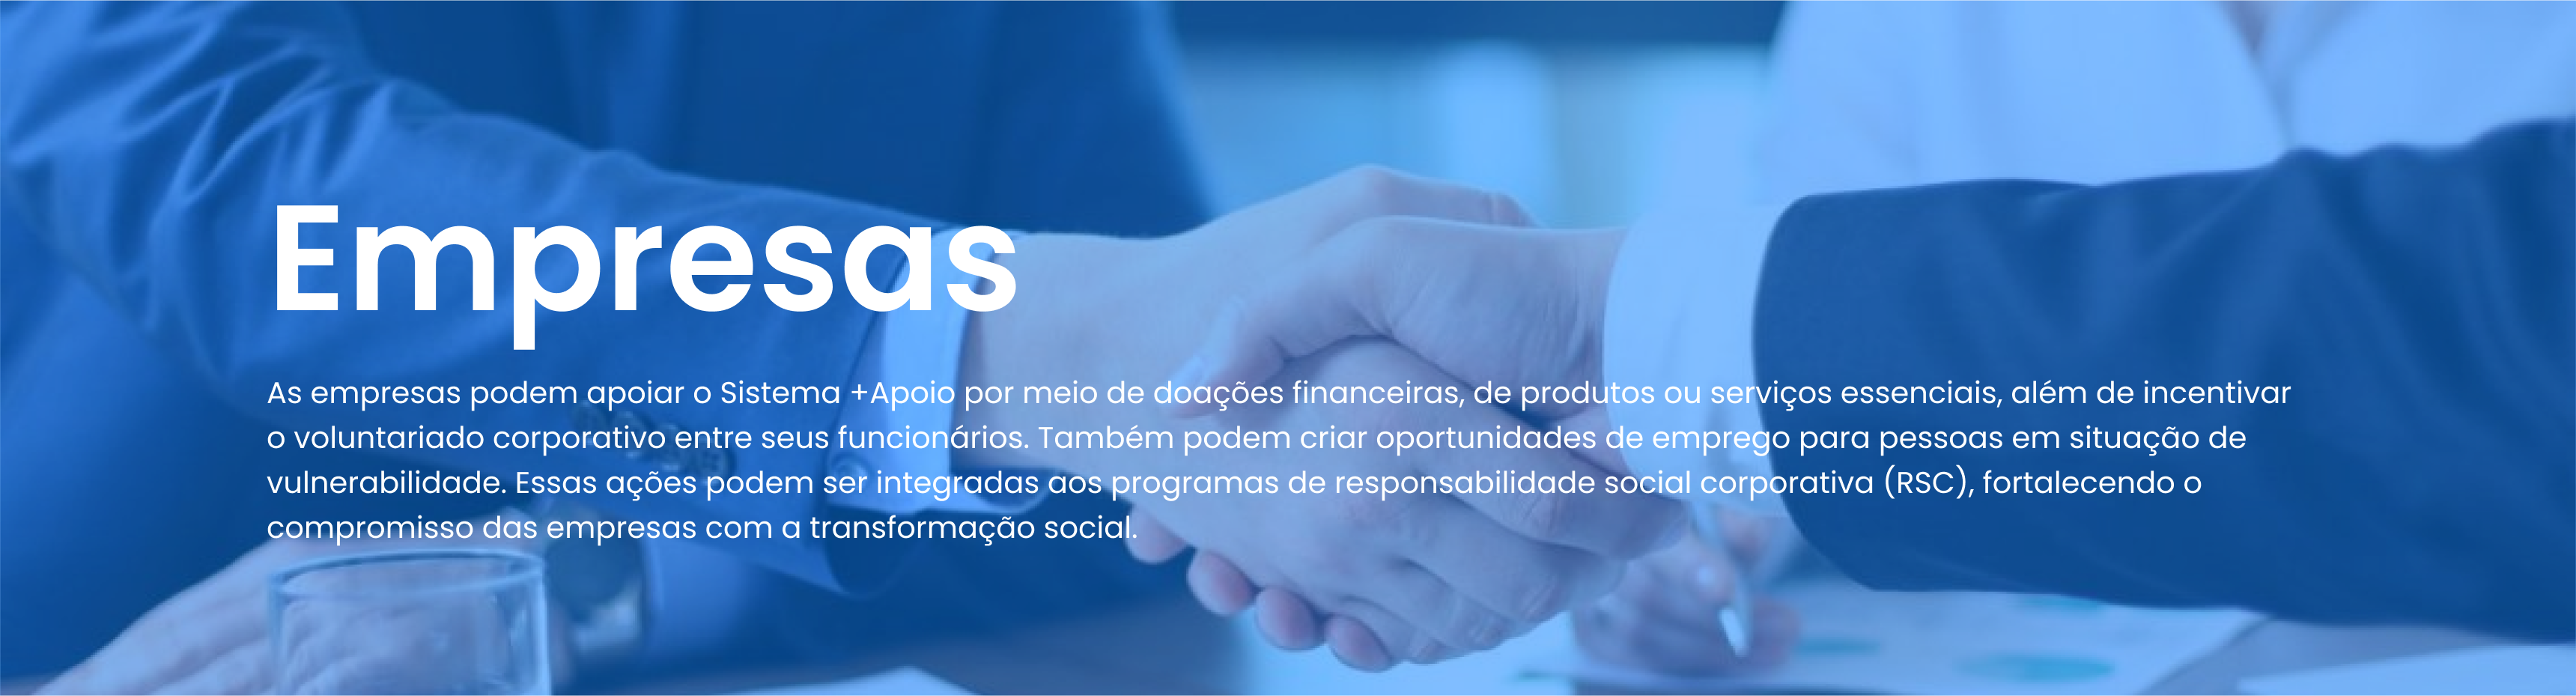 Empresas
As empresas podem apoiar o Sistema +Apoio por meio de doações financeiras, de produtos ou serviços essenciais, além de incentivar
o voluntariado corporativo entre seus funcionários. Também podem criar oportunidades de emprego para pessoas em situação de
vulnerabilidade. Essas ações podem ser integradas aos programas de responsabilidade social corporativa (RSC), fortalecendo o
compromisso das empresas com a transformação social.